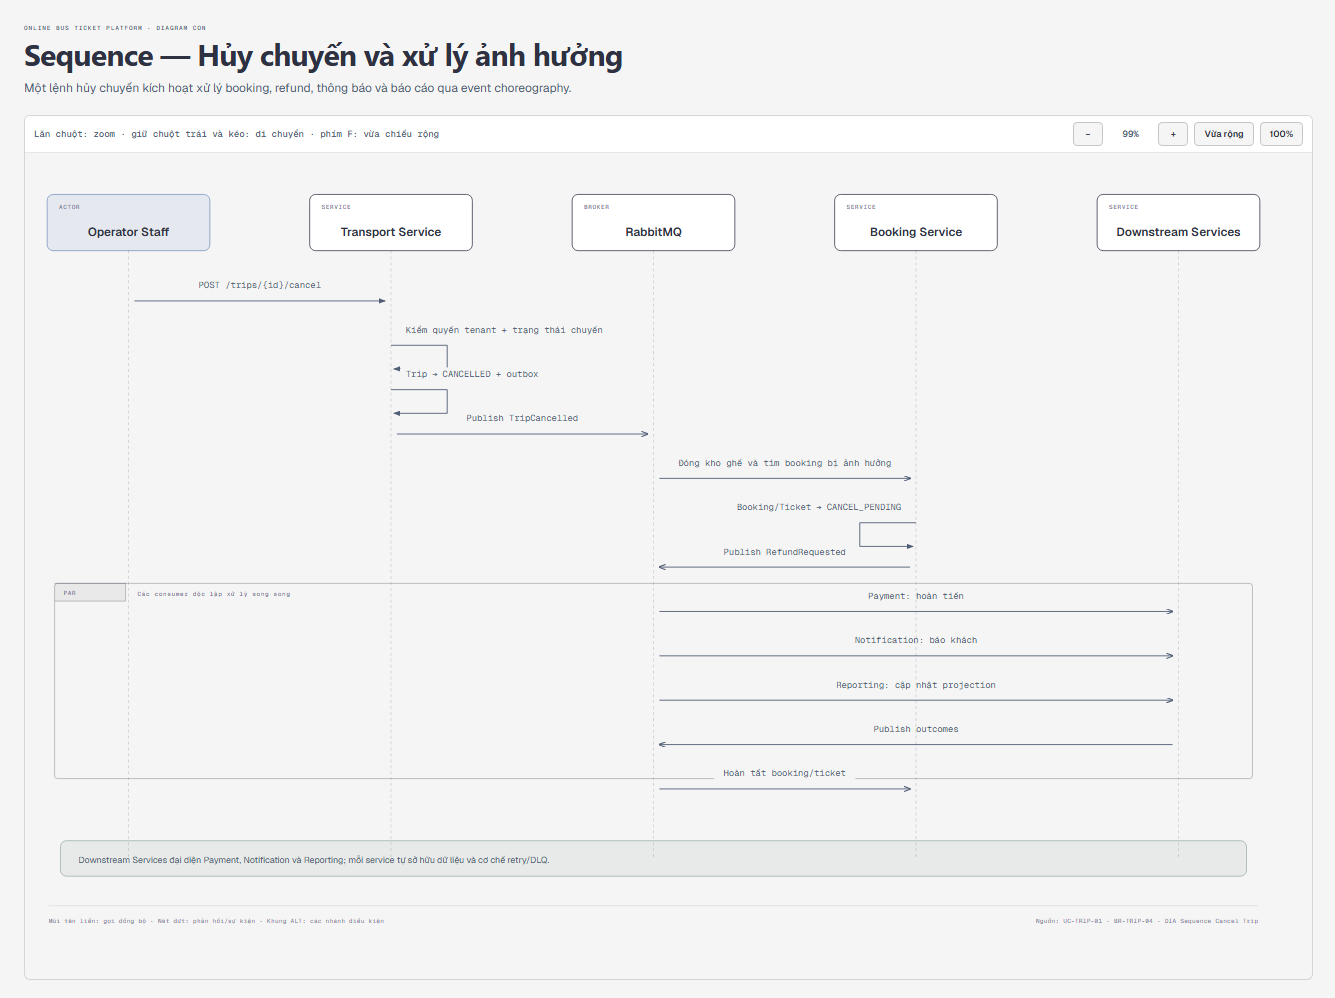 ONLINE BUS TICKET PLATFORM · DIAGRAM CON
Sequence — Hủy chuyến và xử lý ảnh hưởng
Một lệnh hủy chuyến kích hoạt xử lý booking, refund, thông báo và báo cáo qua event choreography.
Lăn chuột: zoom · giữ chuột trái và kéo: di chuyển · phím F: vừa chiều rộng
−
99%
+
Vừa rộng
100%
ACTOR
Operator Staff
SERVICE
Transport Service
BROKER
RabbitMQ
SERVICE
Booking Service
SERVICE
Downstream Services
POST /trips/{id}/cancel
Kiểm quyền tenant + trạng thái chuyến
Trip → CANCELLED + outbox
Publish TripCancelled
Đóng kho ghế và tìm booking bị ảnh hưởng
Booking/Ticket → CANCEL_PENDING
Publish RefundRequested
PAR
Các consumer độc lập xử lý song song
Payment: hoàn tiền
Notification: báo khách
Reporting: cập nhật projection
Publish outcomes
Hoàn tất booking/ticket
Downstream Services đại diện Payment, Notification và Reporting; mỗi service tự sở hữu dữ liệu và cơ chế retry/DLQ.
Mũi tên liền: gọi đồng bộ · Nét đứt: phản hồi/sự kiện · Khung ALT: các nhánh điều kiện
Nguồn: UC-TRIP-01 · BR-TRIP-04 · DIA Sequence Cancel Trip